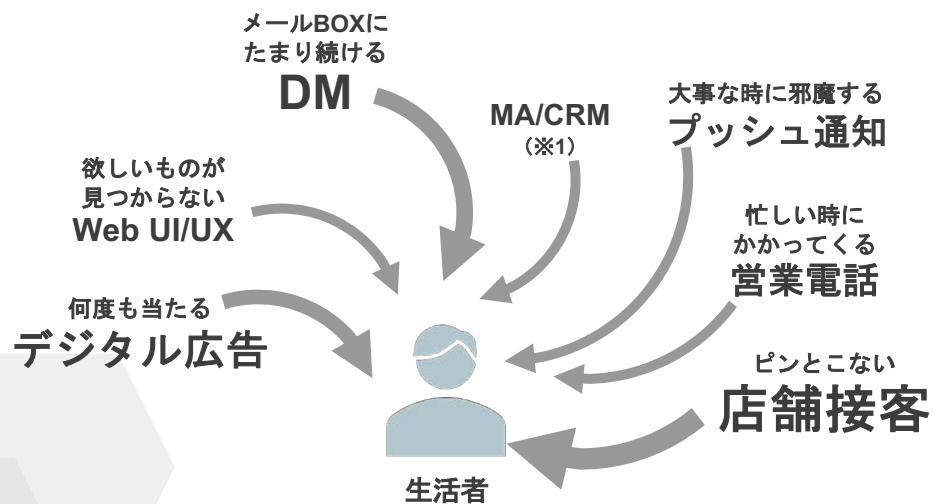 メールBOXに
たまり続ける
DM
MA/CRM
（※1）
大事な時に邪魔する
プッシュ通知
欲しいものが
見つからない
Web UI/UX
忙しい時に
かかってくる
営業電話
何度も当たる
デジタル広告
ピンとこない
店舗接客
生活者